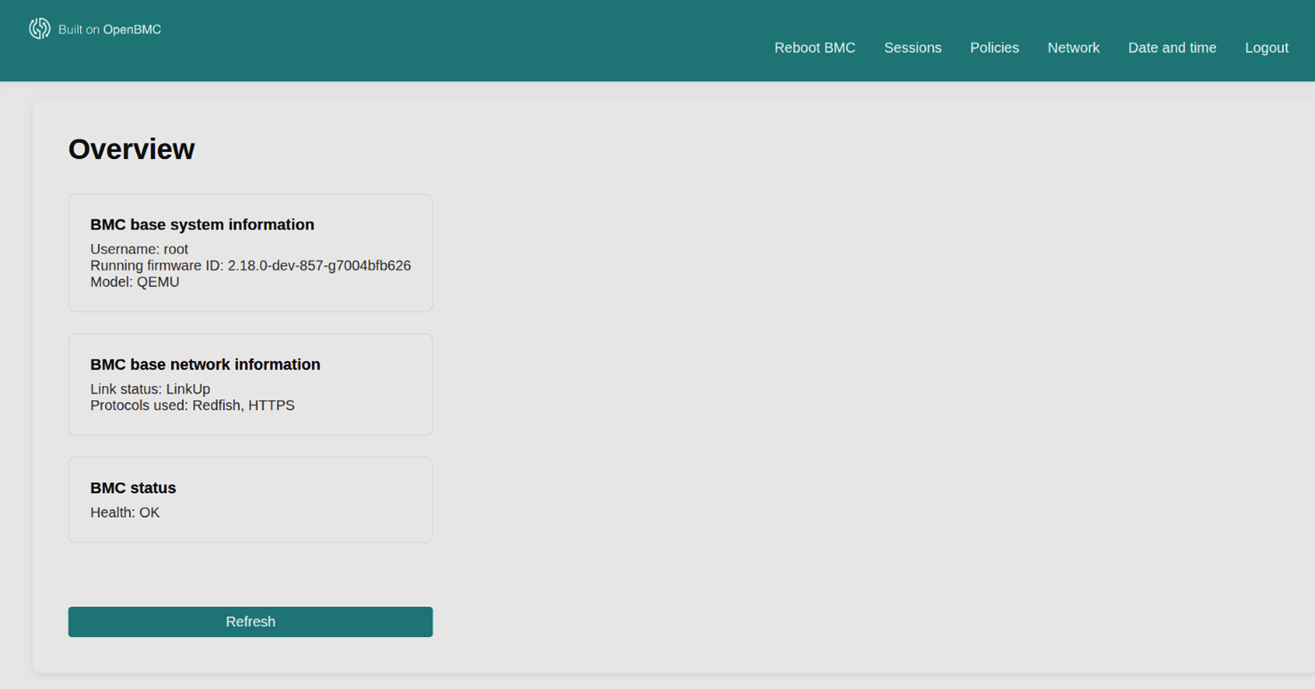 Built on OpenBMC
Reboot BMC Sessions Policies Network Date and time Logout
Overview
BMC base system information
Username: root
Running firmware ID: 2.18.0-dev-857-g7004bfb626
Model: QEMU
BMC base network information
Link status: LinkUp
Protocols used: Redfish, HTTPS
BMC status
Health: OK
Refresh